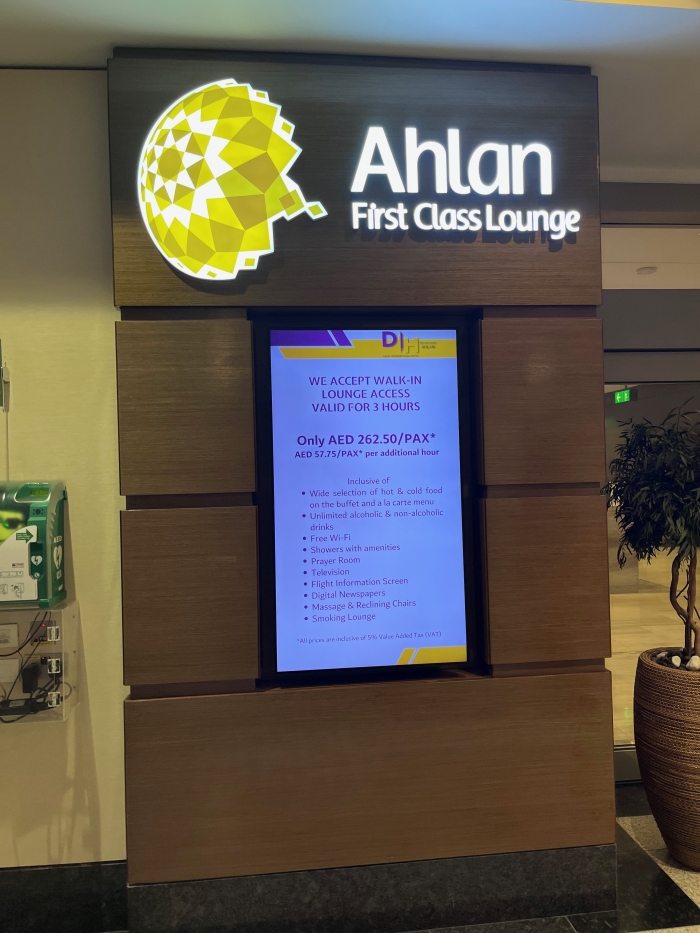 Ahlan
First Class Lounge
DIH
WE ACCEPT WALK-IN
LOUNGE ACCESS
VALID FOR 3 HOURS
Only AED 262.50/PAX*
AED 57.75/PAX* per additional hour
Inclusive of
• Wide selection of hot & cold food
on the buffet and a la carte menu
• Unlimited alcoholic & non-alcoholic
drinks
• Free Wi-Fi
• Showers with amenities
• Prayer Room
• Television
• Flight Information Screen
• Digital Newspapers
• Massage & Reclining Chairs
• Smoking Lounge
*All prices are inclusive of 5% Value Added Tax (VAT)